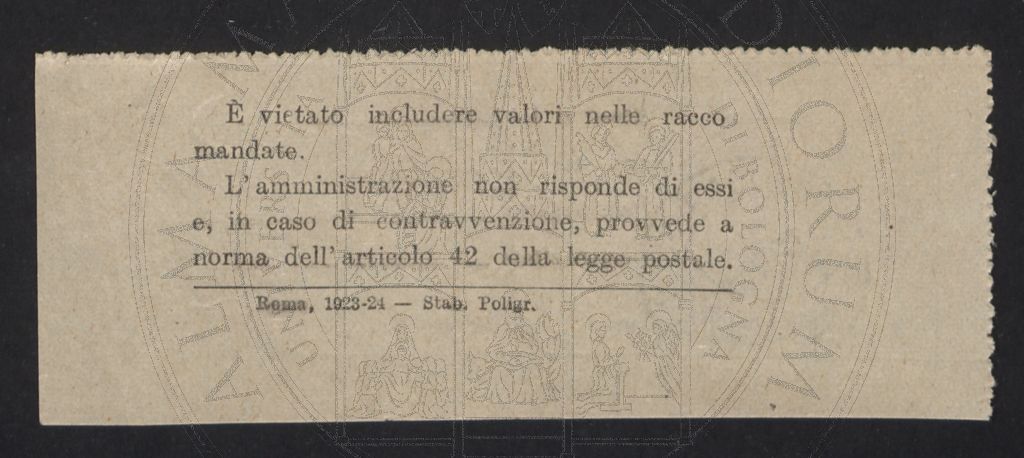 È vietato includere valori nelle racco
mandate.
L'amministrazione non risponde di essi
e, in caso di contravvenzione, provvede a
norma dell'articolo 42 della legge postale.
Roma, 1923-24 — Stab. Poligr.